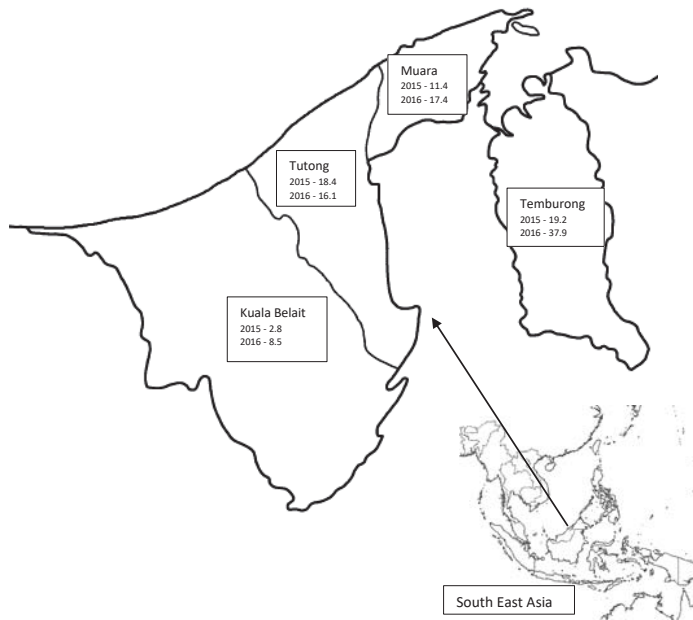 Muara
2015 - 11.4
2016 - 17.4
Tutong
2015 - 18.4
2016 - 16.1
Temburong
2015 - 19.2
2016 - 37.9
Kuala Belait
2015 - 2.8
2016 - 8.5
South East Asia